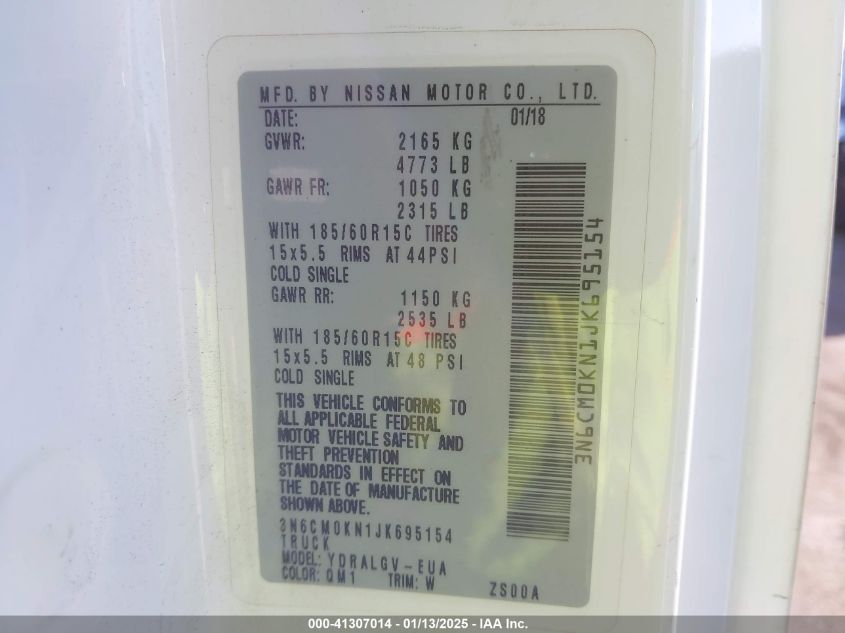 MFD. BY NISSAN MOTOR CO., LTD.
DATE: 01/18
GVWR: 2165 KG
4773 LB
GAWR FR: 1050 KG
2315 LB
WITH 185/60R15C TIRES
15x5.5 RIMS AT 44PSI
COLD SINGLE
GAWR RR: 1150 KG
2535 LB
WITH 185/60R15C TIRES
15x5.5 RIMS AT 48 PSI
COLD SINGLE
THIS VEHICLE CONFORMS TO
ALL APPLICABLE FEDERAL
MOTOR VEHICLE SAFETY AND
THEFT PREVENTION
STANDARDS IN EFFECT ON
THE DATE OF MANUFACTURE
SHOWN ABOVE.
3N6CM0KN1JK695154
TRUCK
MODEL: YDRALGV-EUA
COLOR: QM1 TRIM: W ZS00A
3N6CM0KN1JK695154
000-41307014 - 01/13/2025 - IAA Inc.